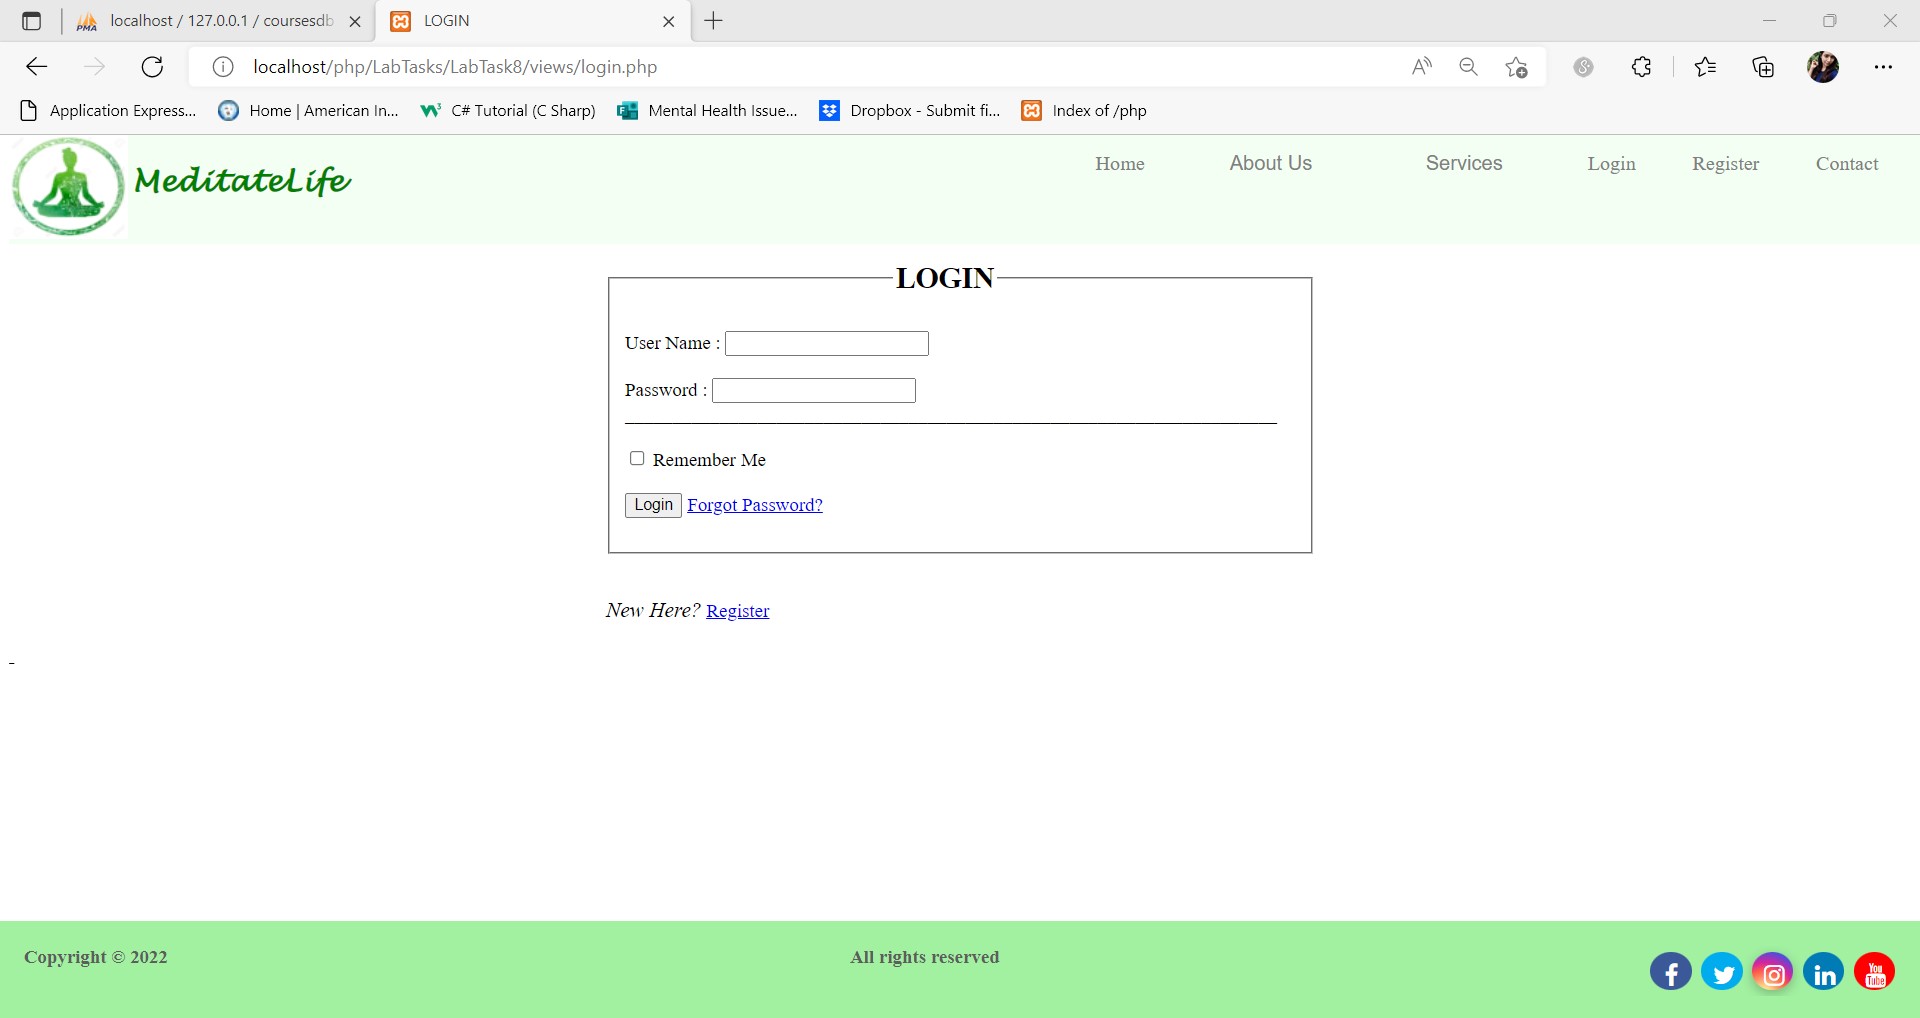 localhost / 127.0.0.1 / coursesdb
LOGIN
localhost/php/LabTasks/LabTask8/views/login.php
Application Express... Home | American In... C# Tutorial (C Sharp) Mental Health Issue... Dropbox - Submit fi... Index of /php
MeditateLife
Home About Us Services Login Register Contact
LOGIN
User Name :
Password :
Remember Me
Login Forgot Password?
New Here? Register
-
Copyright © 2022 All rights reserved